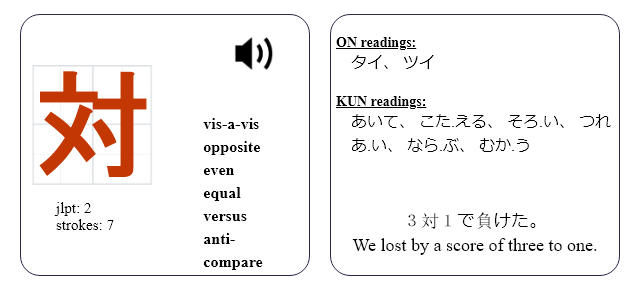 対
jlpt: 2
strokes: 7
vis-a-vis
opposite
even
equal
versus
anti-
compare
ON readings:
タイ、 ツイ
KUN readings:
あいて、 こた.える、 そろ.い、 つれ
あ.い、 なら.ぶ、 むか.う
３対１で負けた。
We lost by a score of three to one.